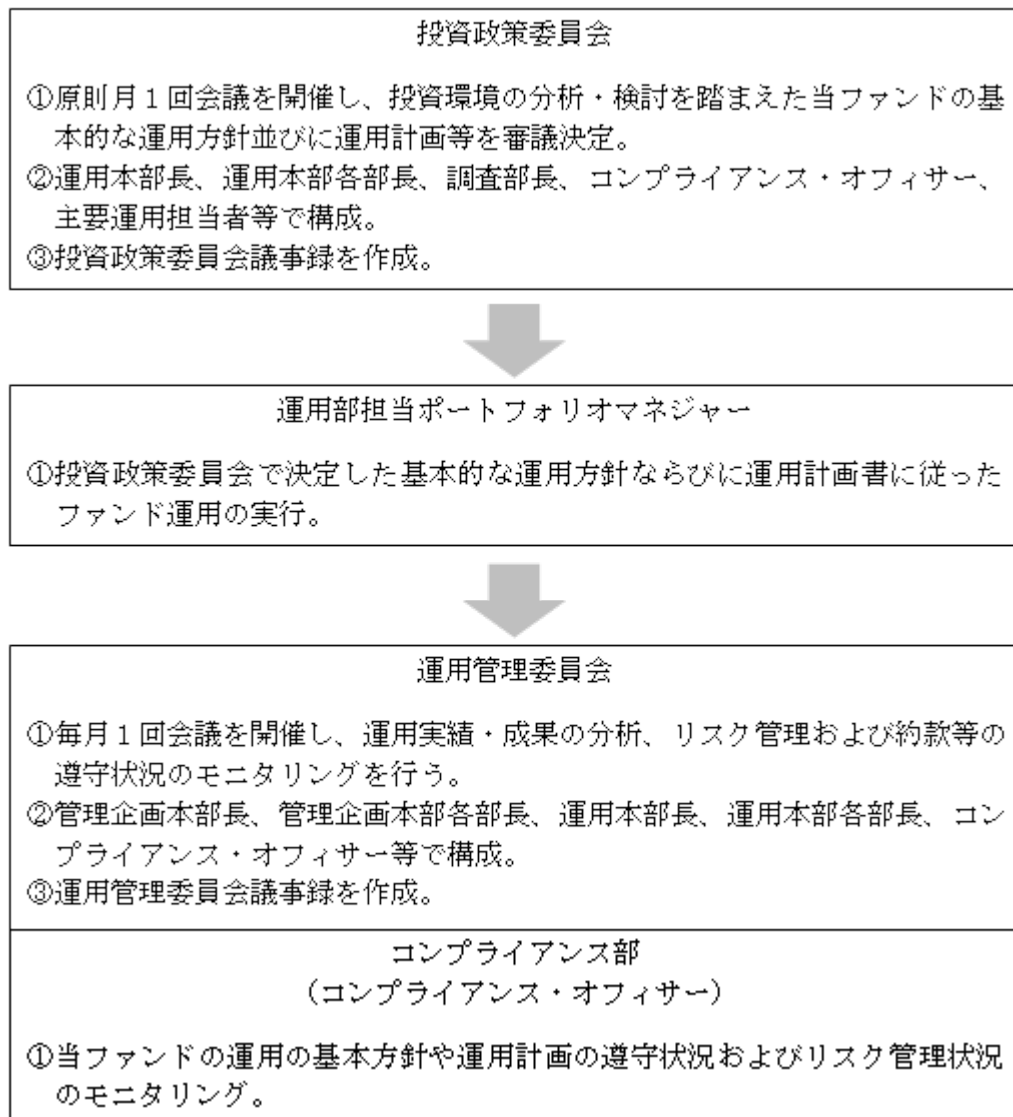 投資政策委員会
①原則月1回会議を開催し、投資環境の分析・検討を踏まえた当ファンドの基
本的な運用方針並びに運用計画等を審議決定。
②運用本部長、運用本部各部長、調査部長、コンプライアンス・オフィサー、
主要運用担当者等で構成。
③投資政策委員会議事録を作成。
運用部担当ポートフォリオマネジャー
①投資政策委員会で決定した基本的な運用方針ならびに運用計画書に従った
ファンド運用の実行。
運用管理委員会
①毎月1回会議を開催し、運用実績・成果の分析、リスク管理および約款等の
遵守状況のモニタリングを行う。
②管理企画本部長、管理企画本部各部長、運用本部長、運用本部各部長、コン
プライアンス・オフィサー等で構成。
③運用管理委員会議事録を作成。
コンプライアンス部
(コンプライアンス・オフィサー)
①当ファンドの運用の基本方針や運用計画の遵守状況およびリスク管理状況
のモニタリング。